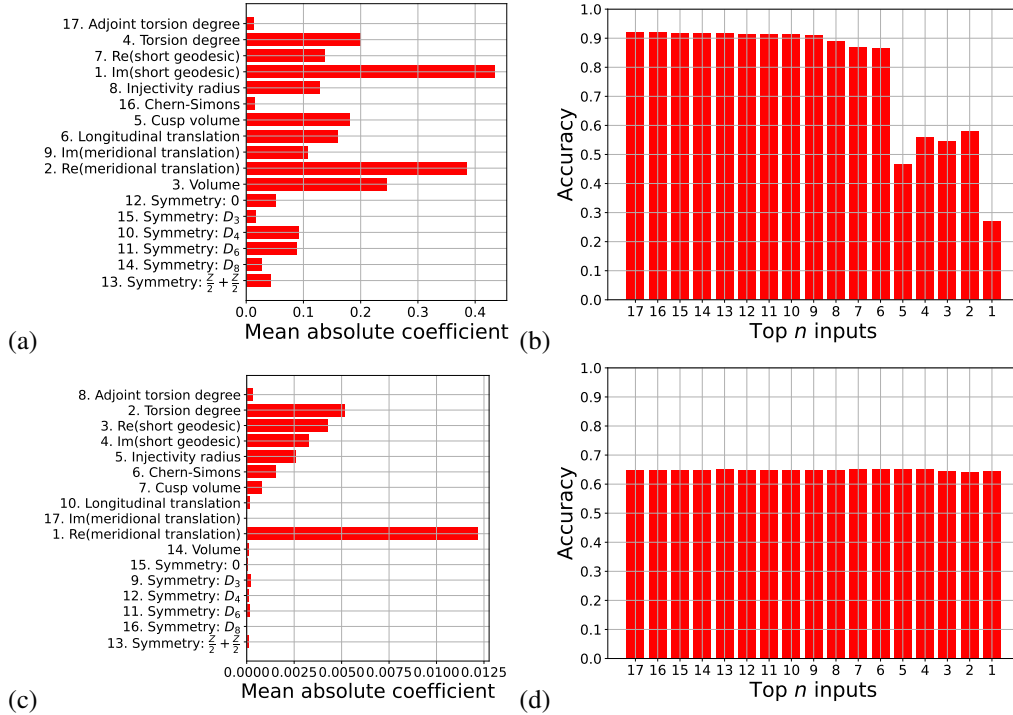 17. Adjoint torsion degree
4. Torsion degree
7. Re(short geodesic)
1. Im(short geodesic)
8. Injectivity radius
16. Chern-Simons
5. Cusp volume
6. Longitudinal translation
9. Im(meridional translation)
2. Re(meridional translation)
3. Volume
12. Symmetry: 0
15. Symmetry: D₃
10. Symmetry: D₄
11. Symmetry: D₆
14. Symmetry: D₈
13. Symmetry: Z/2 + Z/2
0.0 0.1 0.2 0.3 0.4
Mean absolute coefficient
(a)
1.0
0.9
0.8
0.7
0.6
0.5
0.4
0.3
0.2
0.1
0.0
Accuracy
17 16 15 14 13 12 11 10 9 8 7 6 5 4 3 2 1
Top n inputs
(b)
8. Adjoint torsion degree
2. Torsion degree
3. Re(short geodesic)
4. Im(short geodesic)
5. Injectivity radius
6. Chern-Simons
7. Cusp volume
10. Longitudinal translation
17. Im(meridional translation)
1. Re(meridional translation)
14. Volume
15. Symmetry: 0
9. Symmetry: D₃
12. Symmetry: D₄
11. Symmetry: D₆
16. Symmetry: D₈
13. Symmetry: Z/2 + Z/2
0.0000 0.0025 0.0050 0.0075 0.0100 0.0125
Mean absolute coefficient
(c)
1.0
0.9
0.8
0.7
0.6
0.5
0.4
0.3
0.2
0.1
0.0
Accuracy
17 16 15 14 13 12 11 10 9 8 7 6 5 4 3 2 1
Top n inputs
(d)